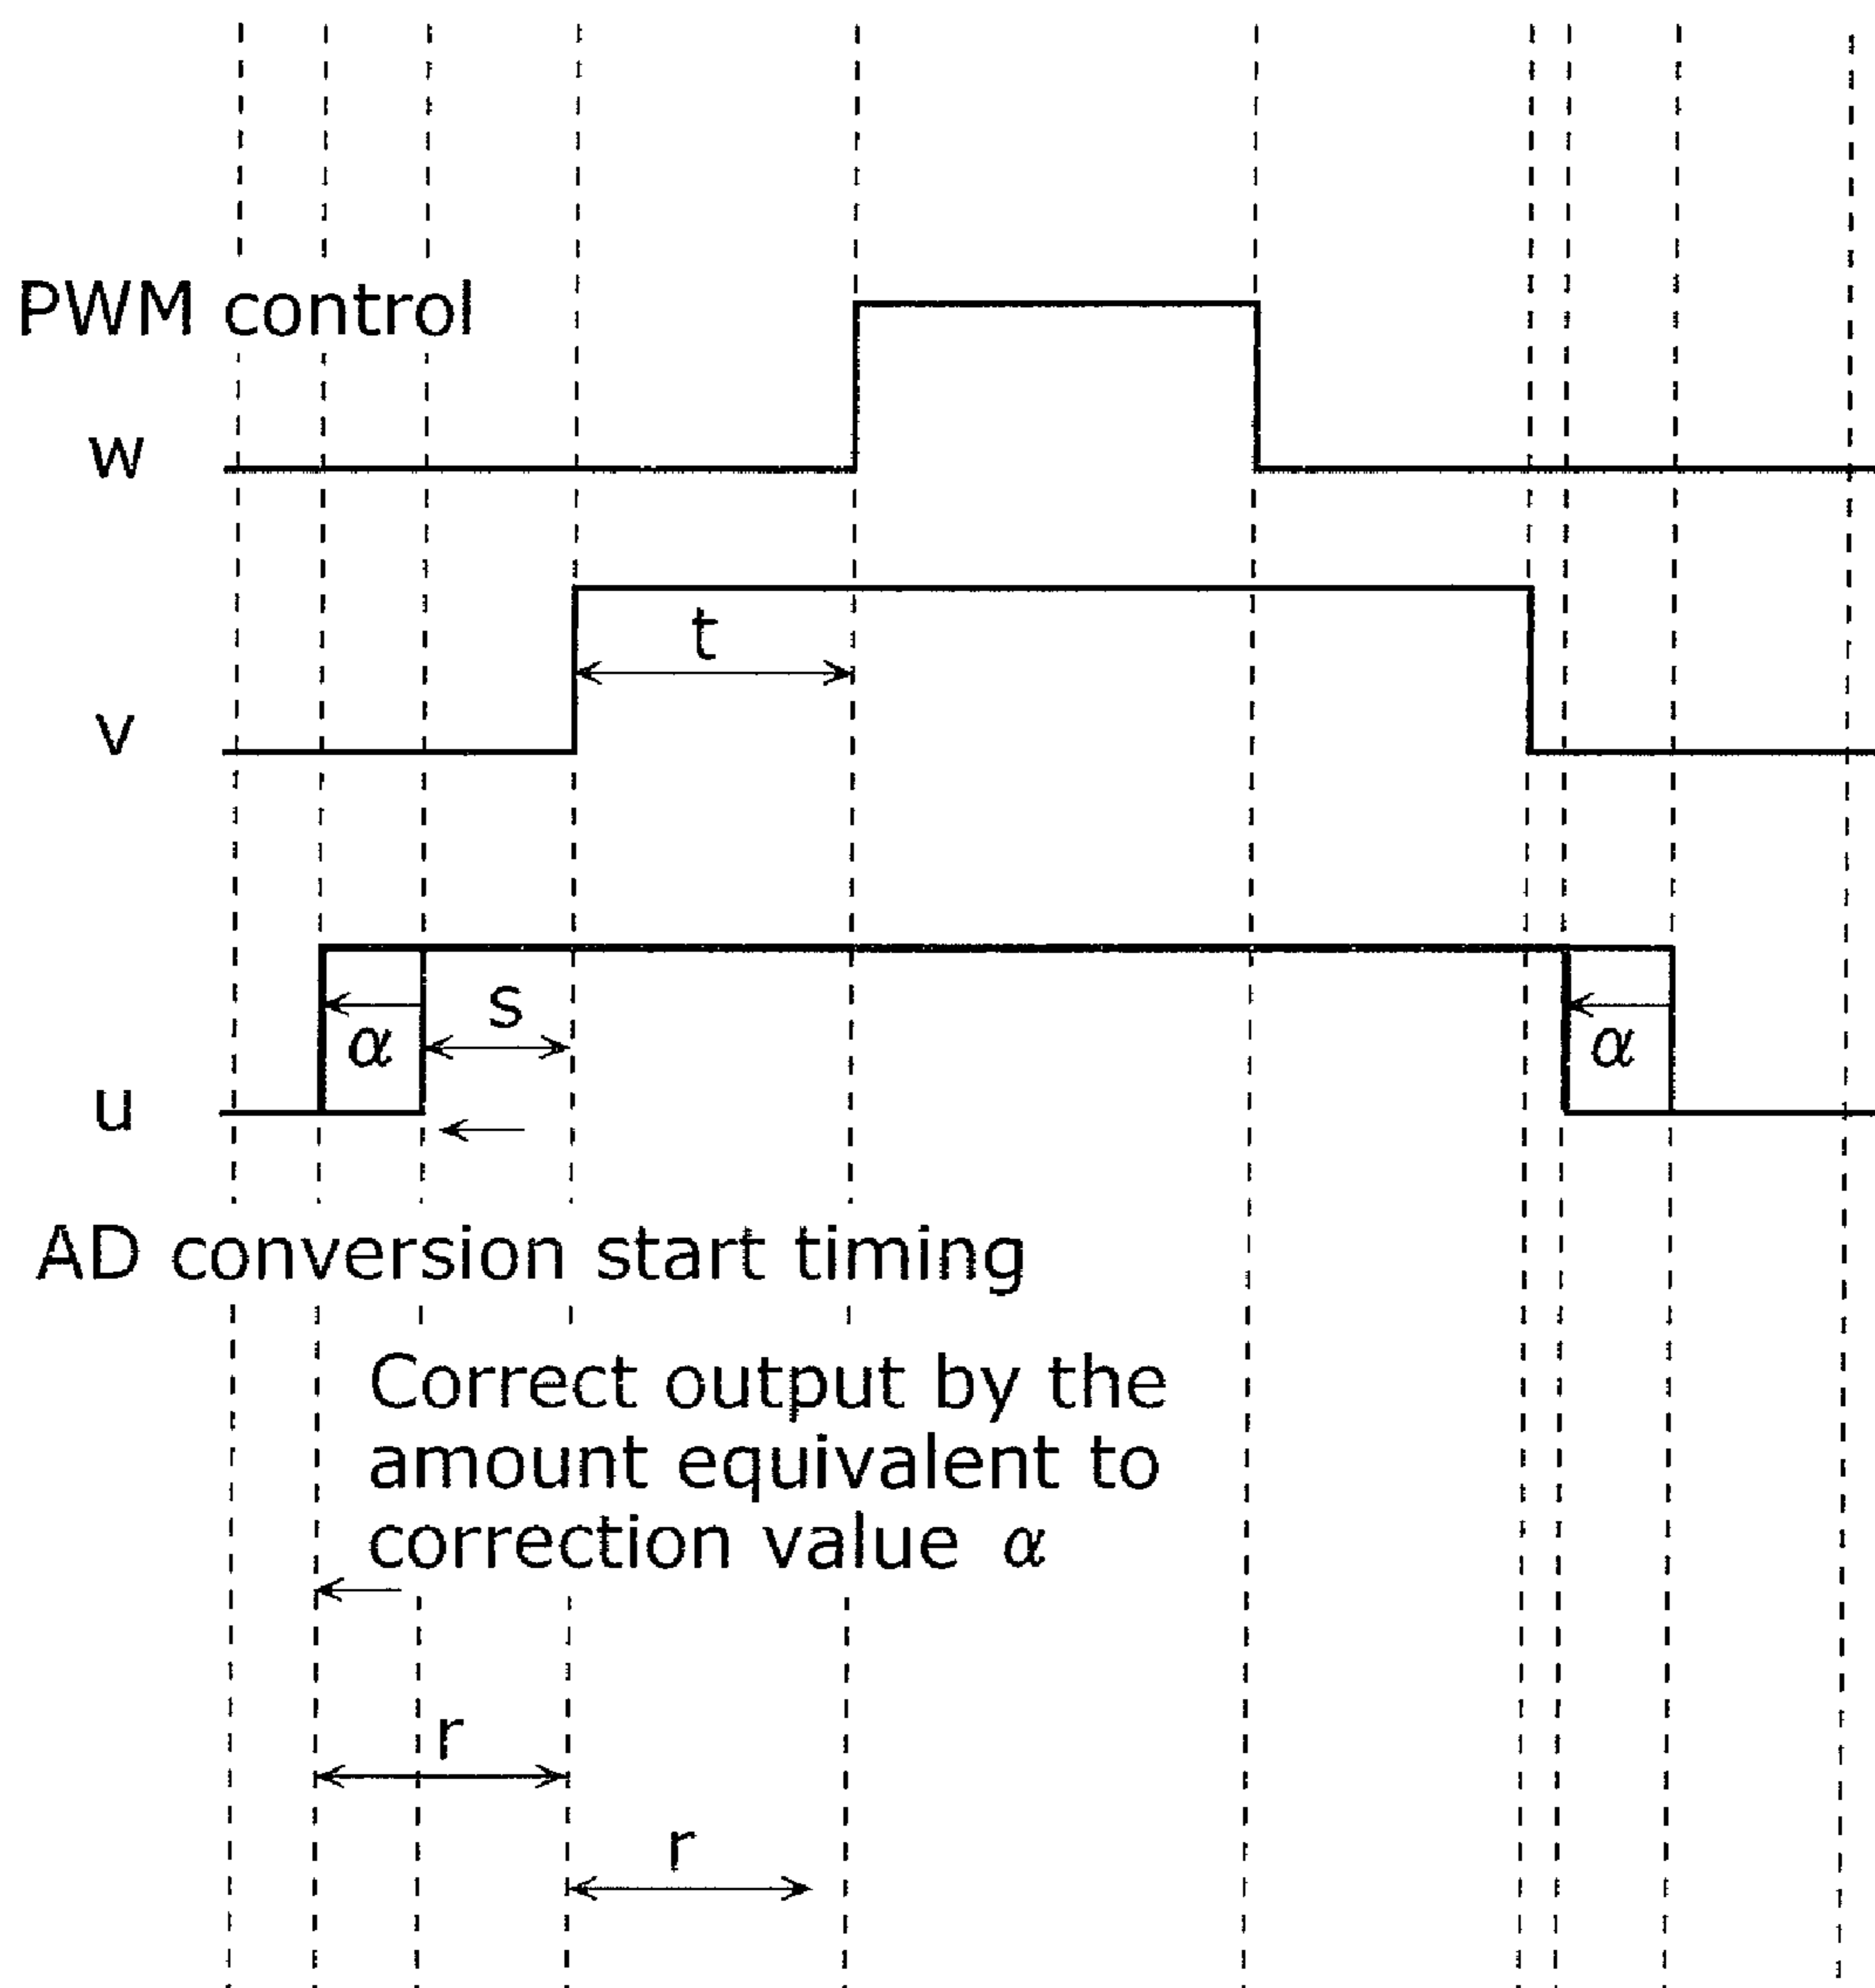 PWM control
w
t
v
s
α
α
u
AD conversion start timing
Correct output by the
amount equivalent to
correction value α
r
r